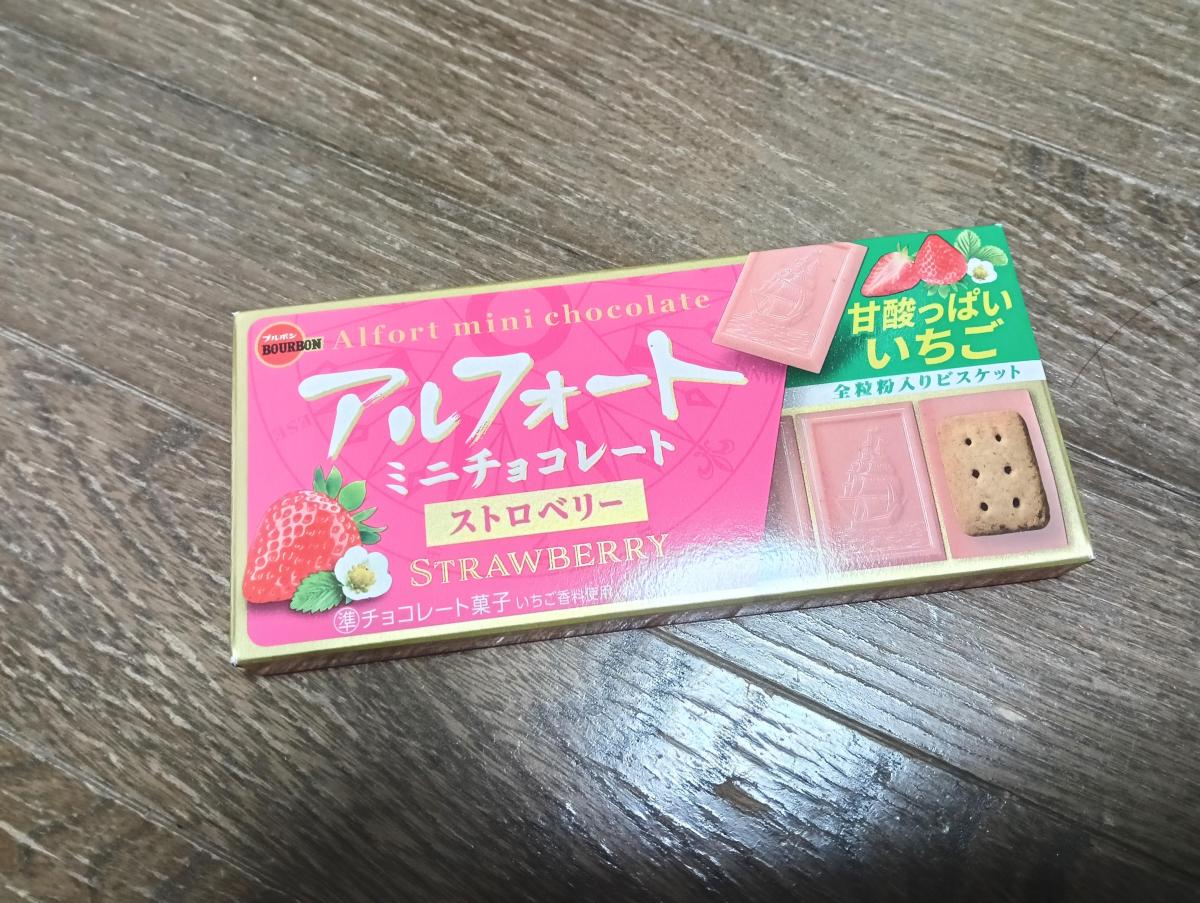 ブルボン
BOURBON
Alfort mini chocolate
アルフォート
ミニチョコレート
ストロベリー
STRAWBERRY
準チョコレート菓子 いちご香料使用
甘酸っぱい
いちご
全粒粉入りビスケット